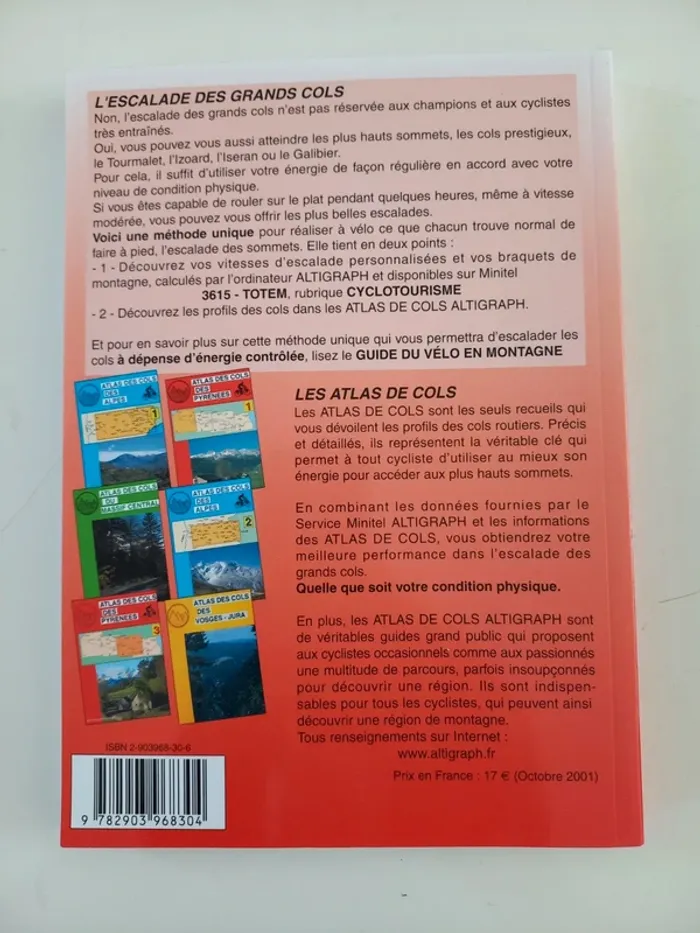 L'ESCALADE DES GRANDS COLS
Non, l'escalade des grands cols n'est pas réservée aux champions et aux cyclistes
très entraînés.
Oui, vous pouvez vous aussi atteindre les plus hauts sommets, les cols prestigieux,
le Tourmalet, l'Izoard, l'Iseran ou le Galibier.
Pour cela, il suffit d'utiliser votre énergie de façon régulière en accord avec votre
niveau de condition physique.
Si vous êtes capable de rouler sur le plat pendant quelques heures, même à vitesse
modérée, vous pouvez vous offrir les plus belles escalades.
Voici une méthode unique pour réaliser à vélo ce que chacun trouve normal de
faire à pied, l'escalade des sommets. Elle tient en deux points :
- 1 - Découvrez vos vitesses d'escalade personnalisées et vos braquets de
montagne, calculés par l'ordinateur ALTIGRAPH et disponibles sur Minitel
3615 - TOTEM, rubrique CYCLOTOURISME
- 2 - Découvrez les profils des cols dans les ATLAS DE COLS ALTIGRAPH.
Et pour en savoir plus sur cette méthode unique qui vous permettra d'escalader les
cols à dépense d'énergie contrôlée, lisez le GUIDE DU VÉLO EN MONTAGNE
ATLAS DES COLS
DES
ALPES
1
ATLAS DES COLS
DES
PYRENEES
1
ATLAS DES COLS
DU
MASSIF CENTRAL
ATLAS DES COLS
DES
ALPES
2
ATLAS DES COLS
DES
PYRENEES
3
ATLAS DES COLS
DES
VOSGES - JURA
LES ATLAS DE COLS
Les ATLAS DE COLS sont les seuls recueils qui
vous dévoilent les profils des cols routiers. Précis
et détaillés, ils représentent la véritable clé qui
permet à tout cycliste d'utiliser au mieux son
énergie pour accéder aux plus hauts sommets.
En combinant les données fournies par le
Service Minitel ALTIGRAPH et les informations
des ATLAS DE COLS, vous obtiendrez votre
meilleure performance dans l'escalade des
grands cols.
Quelle que soit votre condition physique.
En plus, les ATLAS DE COLS ALTIGRAPH sont
de véritables guides grand public qui proposent
aux cyclistes occasionnels comme aux passionnés
une multitude de parcours, parfois insoupçonnés
pour découvrir une région. Ils sont indispen-
sables pour tous les cyclistes, qui peuvent ainsi
découvrir une région de montagne.
Tous renseignements sur Internet :
www.altigraph.fr
Prix en France : 17 € (Octobre 2001)
ISBN 2-903968-30-6
9 782903 968304